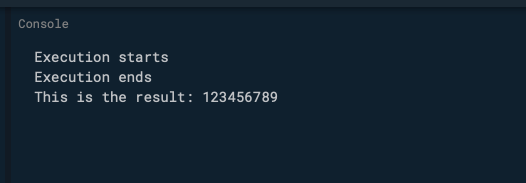 Console
Execution starts
Execution ends
This is the result: 123456789